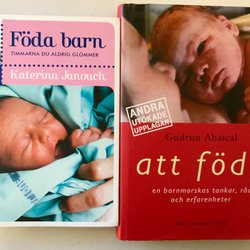 Föda barn
TIMMARNA DU ALDRIG GLÖMMER
Katerina Janouch
ANDRA
UTÖKADE
UPPLAGAN
Gudrun Abascal
att föd
en barnmorskas tankar, råd
och erfarenheter